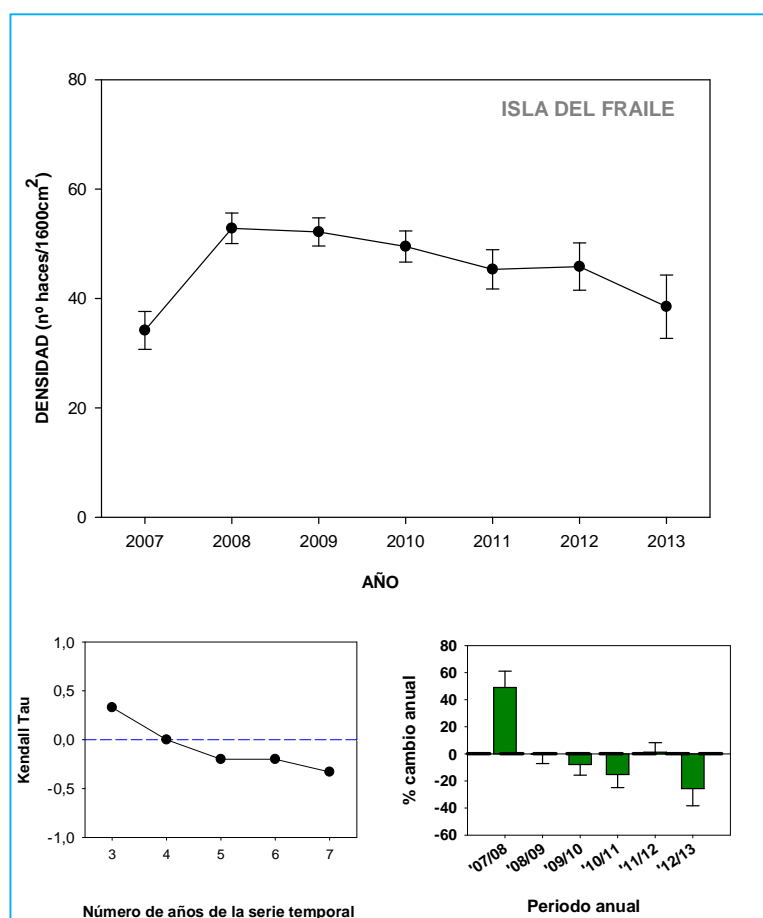 ISLA DEL FRAILE
DENSIDAD (nº haces/1600cm²)
80
60
40
20
0
2007 2008 2009 2010 2011 2012 2013
AÑO
Kendall Tau
1,0
0,5
0,0
-0,5
-1,0
3 4 5 6 7
Número de años de la serie temporal
% cambio anual
80
60
40
20
0
-20
-40
-60
'07/08 '08/09 '09/10 '10/11 '11/12 '12/13
Periodo anual